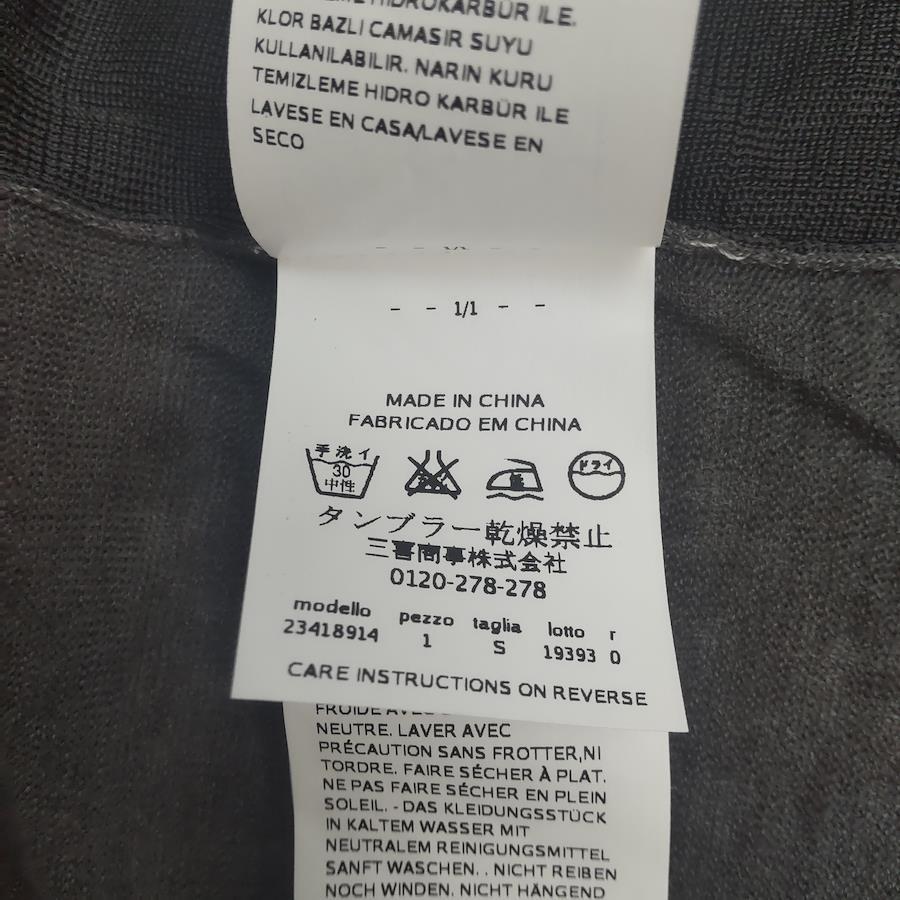 HIDROKARBÜR ILE.
KLOR BAZLI CAMASIR SUYU
KULLANILABILIR. NARIN KURU
TEMIZLEME HIDRO KARBÜR ILE
LAVESE EN CASA/LAVESE EN
SECO
- - 1/1 - -
MADE IN CHINA
FABRICADO EM CHINA
手洗イ
30
中性
ドライ
タンブラー乾燥禁止
三喜商事株式会社
0120-278-278
modello pezzo taglia lotto r
23418914 1 S 19393 0
CARE INSTRUCTIONS ON REVERSE
FROIDE AVEC
NEUTRE. LAVER AVEC
PRÉCAUTION SANS FROTTER,NI
TORDRE. FAIRE SÉCHER À PLAT.
NE PAS FAIRE SÉCHER EN PLEIN
SOLEIL. - DAS KLEIDUNGSSTÜCK
IN KALTEM WASSER MIT
NEUTRALEM REINIGUNGSMITTEL
SANFT WASCHEN. . NICHT REIBEN
NOCH WINDEN. NICHT HÄNGEND